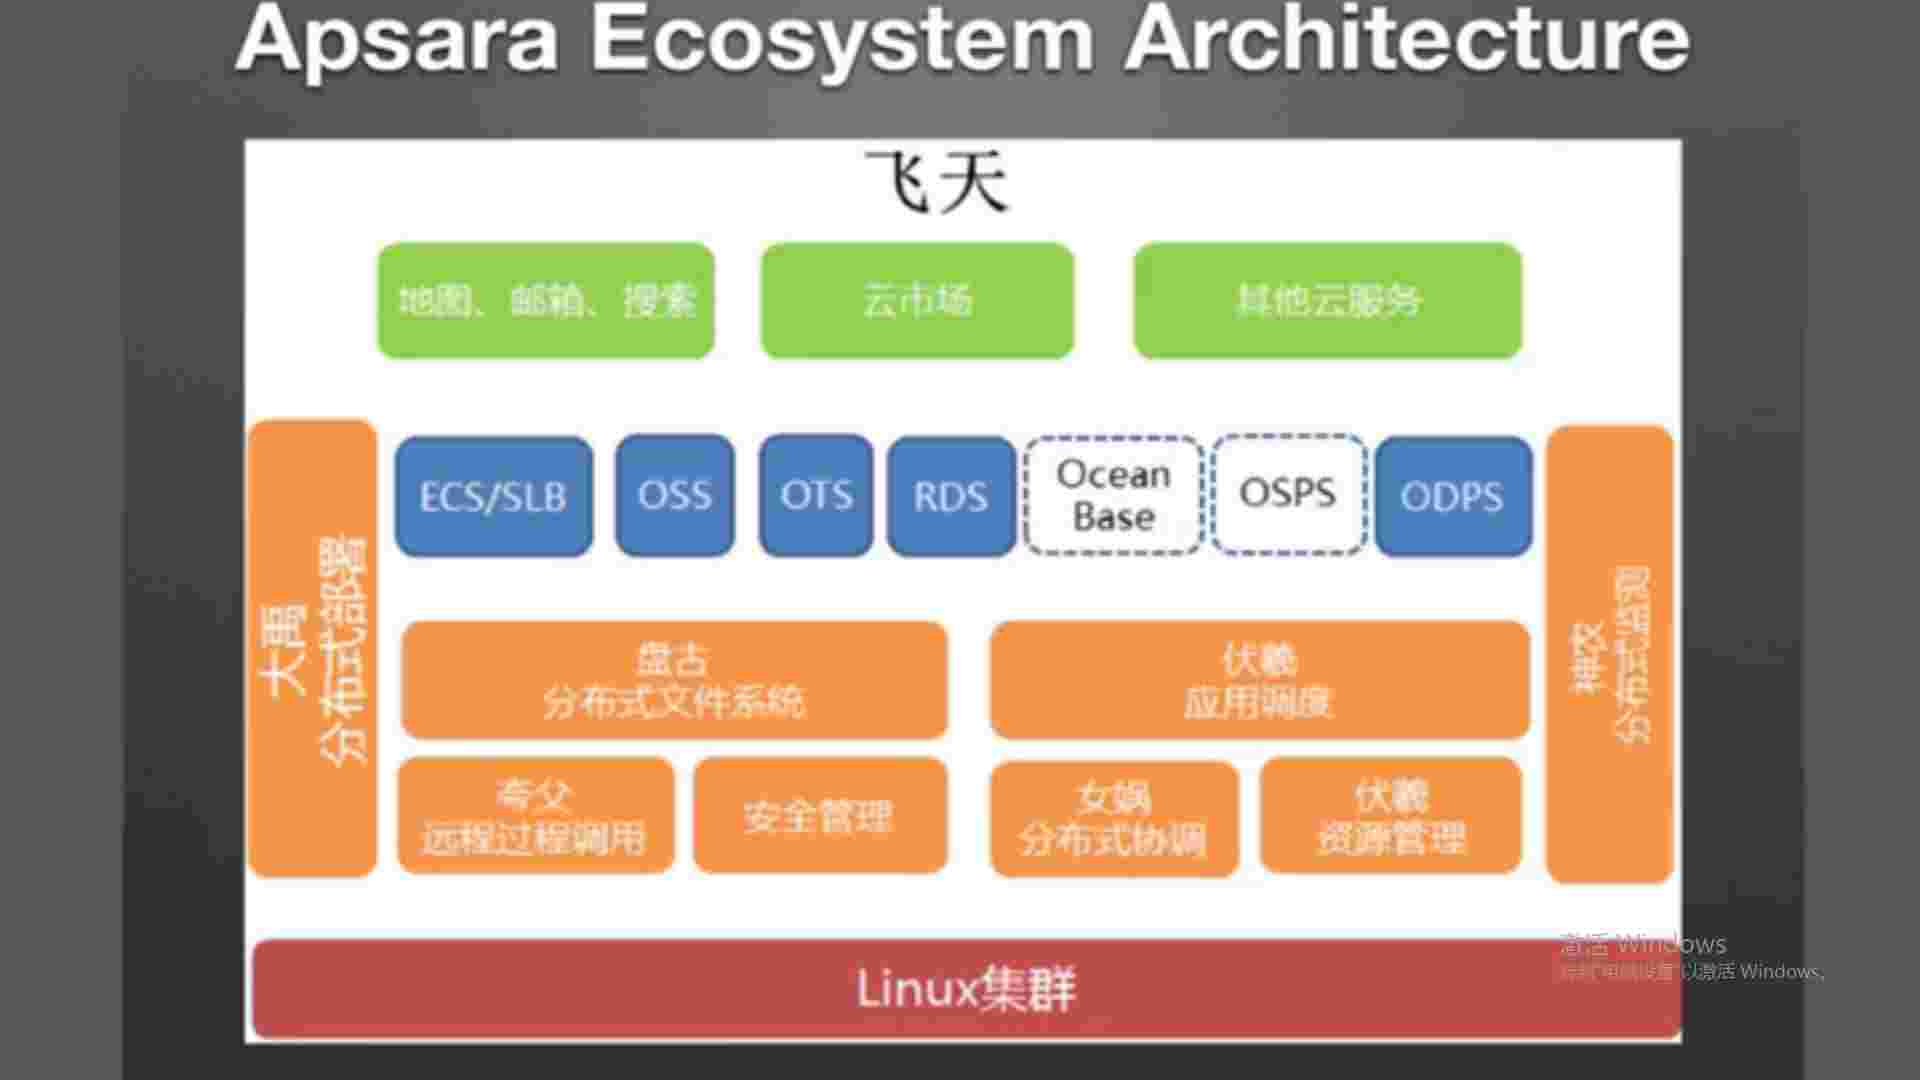 Apsara Ecosystem Architecture
飞天
地图、邮箱、搜索
云市场
其他云服务
大禹
分布式部署
ECS/SLB
OSS
OTS
RDS
Ocean
Base
OSPS
ODPS
神农
分布式监测
盘古
分布式文件系统
伏羲
应用调度
夸父
远程过程调用
安全管理
女娲
分布式协调
伏羲
资源管理
Linux集群
激活 Windows
转到"电脑设置"以激活 Windows。